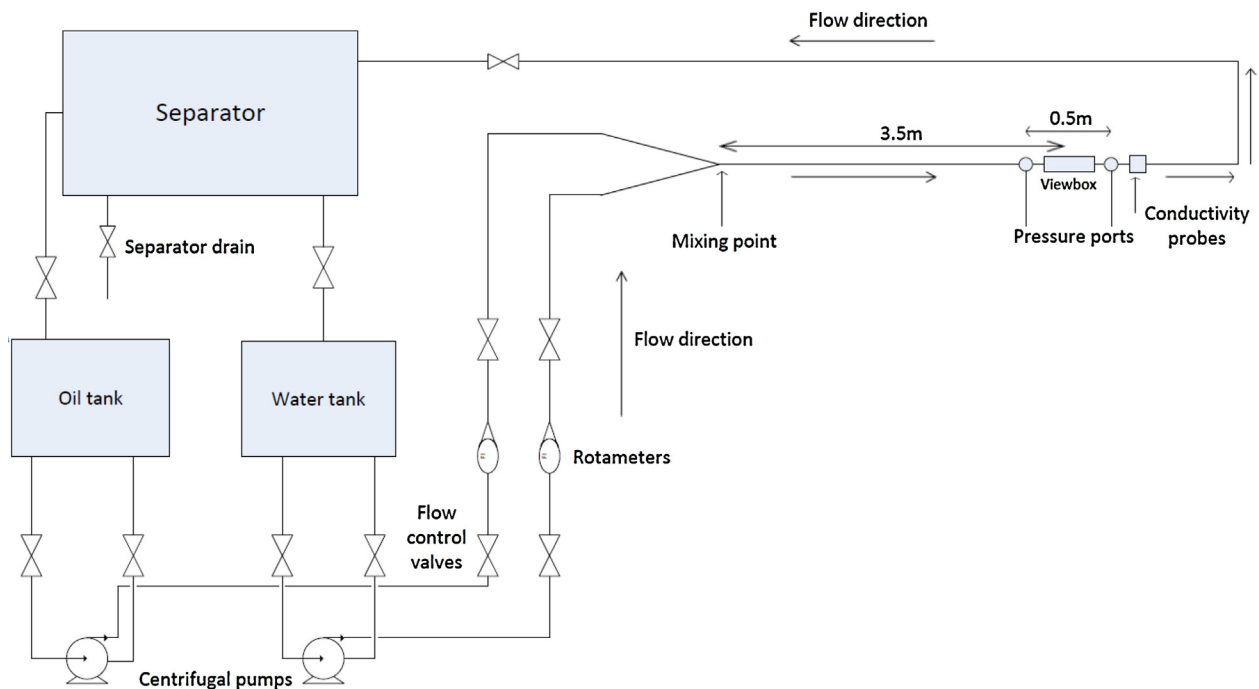 Flow direction
Separator
0.5m
3.5m
Viewbox
Mixing point
Pressure ports
Conductivity
probes
Separator drain
Flow direction
Oil tank
Water tank
Rotameters
Flow
control
valves
Centrifugal pumps